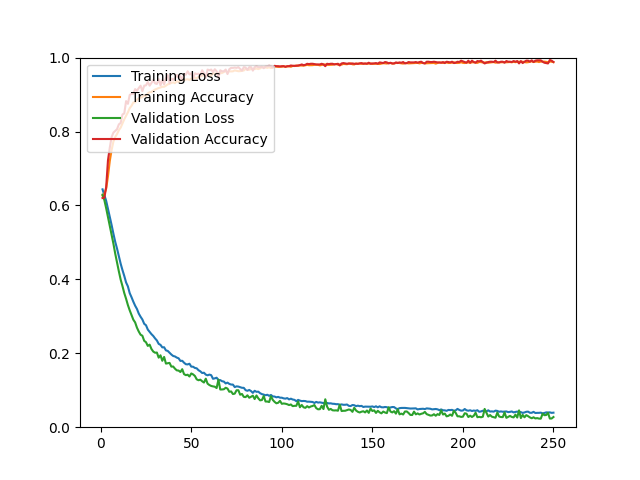 1.0
0.8
0.6
0.4
0.2
0.0
Training Loss
Training Accuracy
Validation Loss
Validation Accuracy
0 50 100 150 200 250